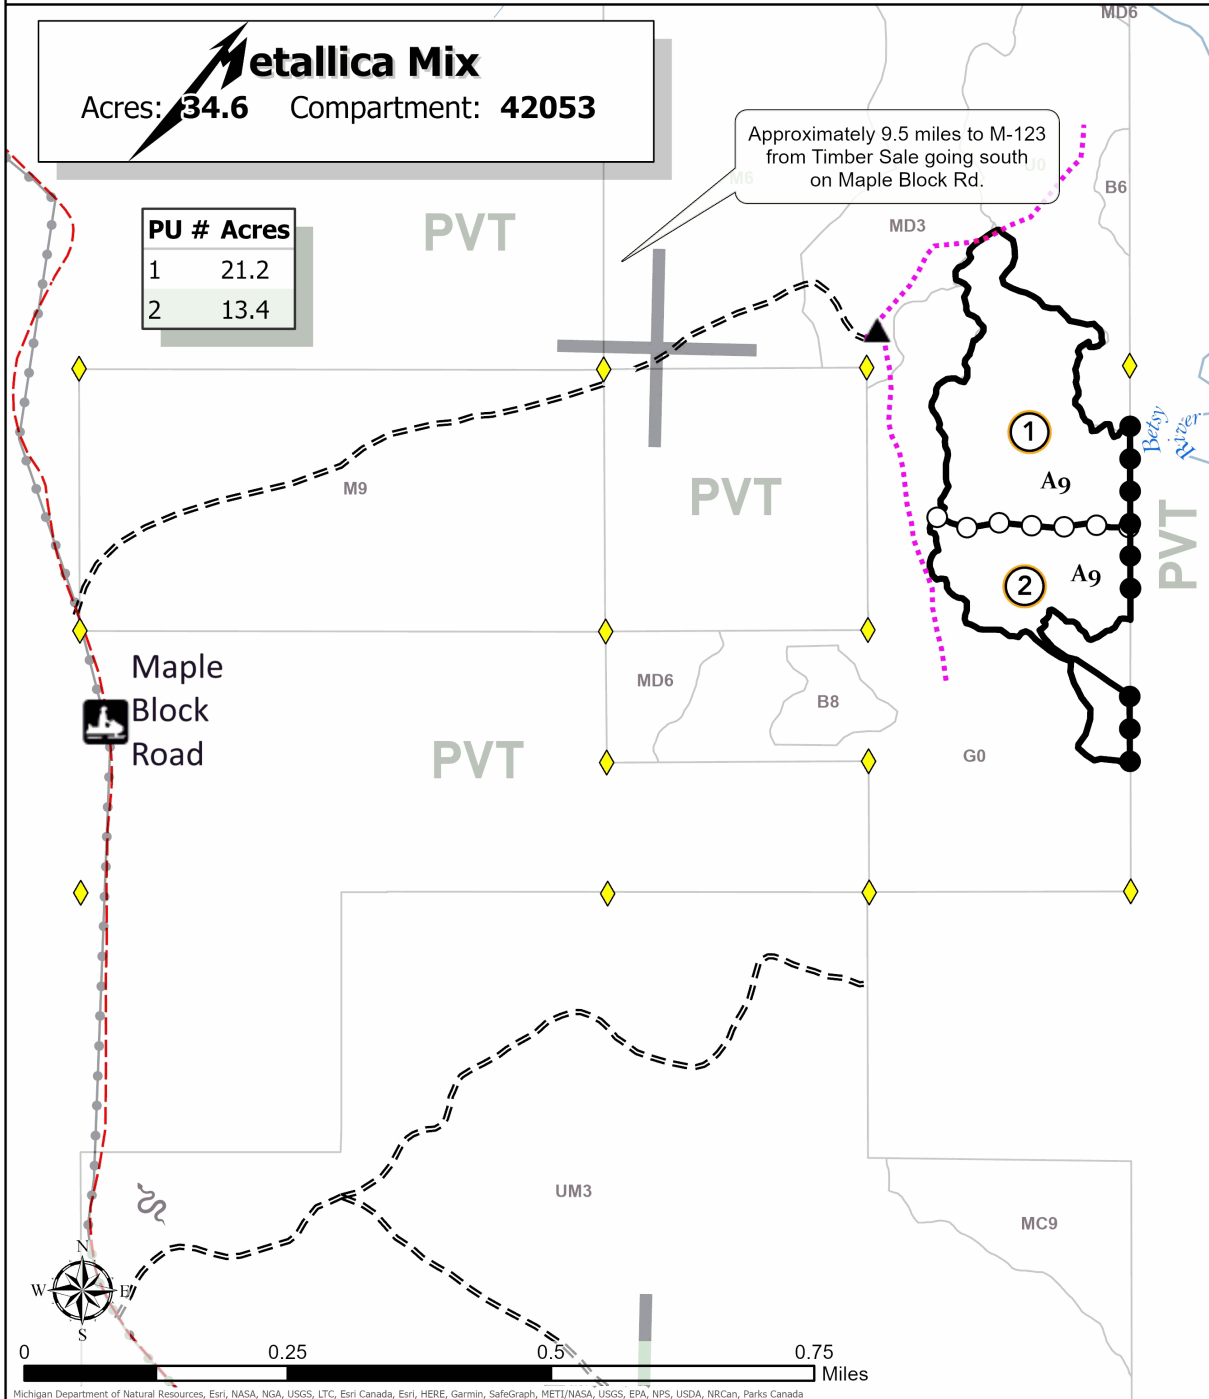 MD6
Metallica Mix
Acres: 34.6 Compartment: 42053
Approximately 9.5 miles to M-123
from Timber Sale going south
on Maple Block Rd.
M6
U0
B6
PVT
MD3
PU # Acres
1 21.2
2 13.4
1
Betsy
River
A9
M9
PVT
PVT
2
A9
Maple
Block
Road
MD6
B8
PVT
G0
UM3
MC9
N
W E
S
0 0.25 0.5 0.75
Miles
Michigan Department of Natural Resources, Esri, NASA, NGA, USGS, LTC, Esri Canada, Esri, HERE, Garmin, SafeGraph, METI/NASA, USGS, EPA, NPS, USDA, NRCan, Parks Canada